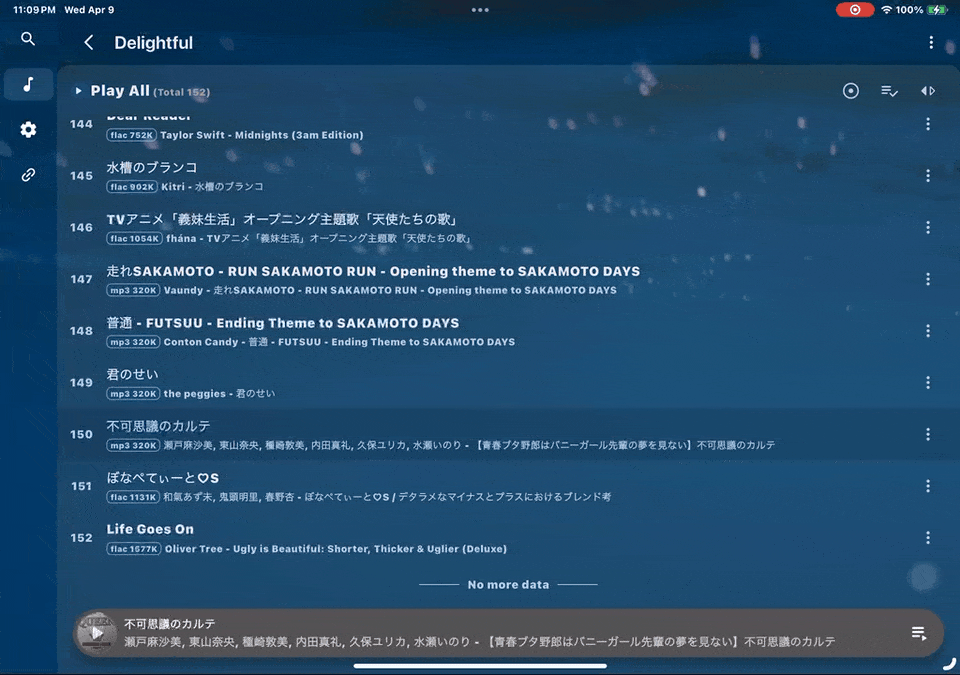 11:09 PM Wed Apr 9
100%
Delightful
Play All (Total 152)
144
Dear Reader
flac 752K Taylor Swift - Midnights (3am Edition)
145
水槽のブランコ
flac 902K Kitri - 水槽のブランコ
146
TVアニメ「義妹生活」オープニング主題歌「天使たちの歌」
flac 1054K fhána - TVアニメ「義妹生活」オープニング主題歌「天使たちの歌」
147
走れSAKAMOTO - RUN SAKAMOTO RUN - Opening theme to SAKAMOTO DAYS
mp3 320K Vaundy - 走れSAKAMOTO - RUN SAKAMOTO RUN - Opening theme to SAKAMOTO DAYS
148
普通 - FUTSUU - Ending Theme to SAKAMOTO DAYS
mp3 320K Conton Candy - 普通 - FUTSUU - Ending Theme to SAKAMOTO DAYS
149
君のせい
mp3 320K the peggies - 君のせい
150
不可思議のカルテ
mp3 320K 瀬戸麻沙美, 東山奈央, 種崎敦美, 内田真礼, 久保ユリカ, 水瀬いのり - 【青春ブタ野郎はバニーガール先輩の夢を見ない】不可思議のカルテ
151
ぽなぺてぃーと♡S
flac 1131K 和氣あず未, 鬼頭明里, 春野杏 - ぽなぺてぃーと♡S / デタラメなマイナスとプラスにおけるブレンド考
152
Life Goes On
flac 1577K Oliver Tree - Ugly is Beautiful: Shorter, Thicker & Uglier (Deluxe)
No more data
不可思議のカルテ
瀬戸麻沙美, 東山奈央, 種崎敦美, 内田真礼, 久保ユリカ, 水瀬いのり - 【青春ブタ野郎はバニーガール先輩の夢を見ない】不可思議のカルテ